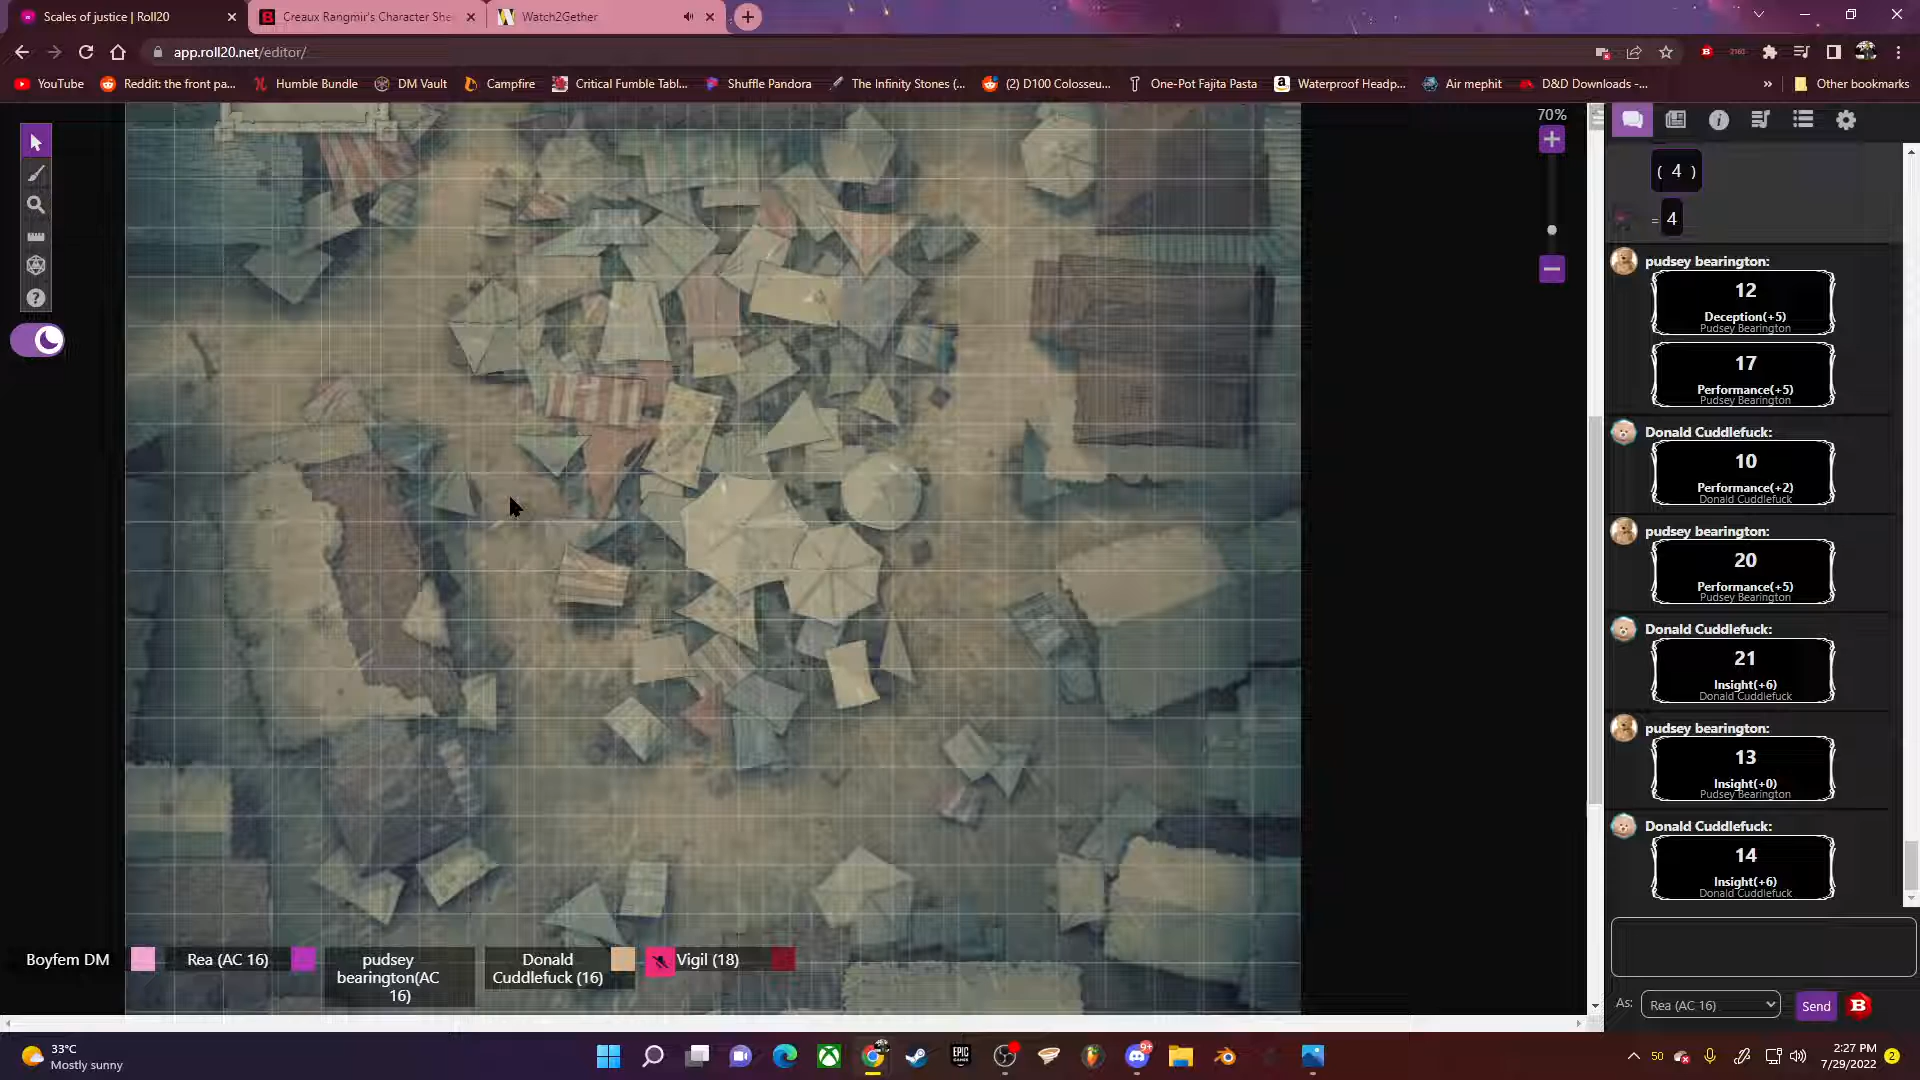 Scales of justice | Roll20
Creaux Rangmir's Character She
Watch2Gether
app.roll20.net/editor/
2160
YouTube
Reddit: the front pa...
Humble Bundle
DM Vault
Campfire
Critical Fumble Tabl...
Shuffle Pandora
The Infinity Stones (...
(2) D100 Colosseu...
One-Pot Fajita Pasta
Waterproof Headp...
Air mephit
D&D Downloads -...
»
Other bookmarks
70%
( 4 )
= 4
pudsey bearington:
12
Deception(+5)
Pudsey Bearington
17
Performance(+5)
Pudsey Bearington
Donald Cuddlefuck:
10
Performance(+2)
Donald Cuddlefuck
pudsey bearington:
20
Performance(+5)
Pudsey Bearington
Donald Cuddlefuck:
21
Insight(+6)
Donald Cuddlefuck
pudsey bearington:
13
Insight(+0)
Pudsey Bearington
Donald Cuddlefuck:
14
Insight(+6)
Donald Cuddlefuck
Boyfem DM
Rea (AC 16)
pudsey
bearington(AC
16)
Donald
Cuddlefuck (16)
Vigil (18)
As:
Rea (AC 16)
Send
33°C
Mostly sunny
EPIC
9+
50
2:27 PM
7/29/2022
2